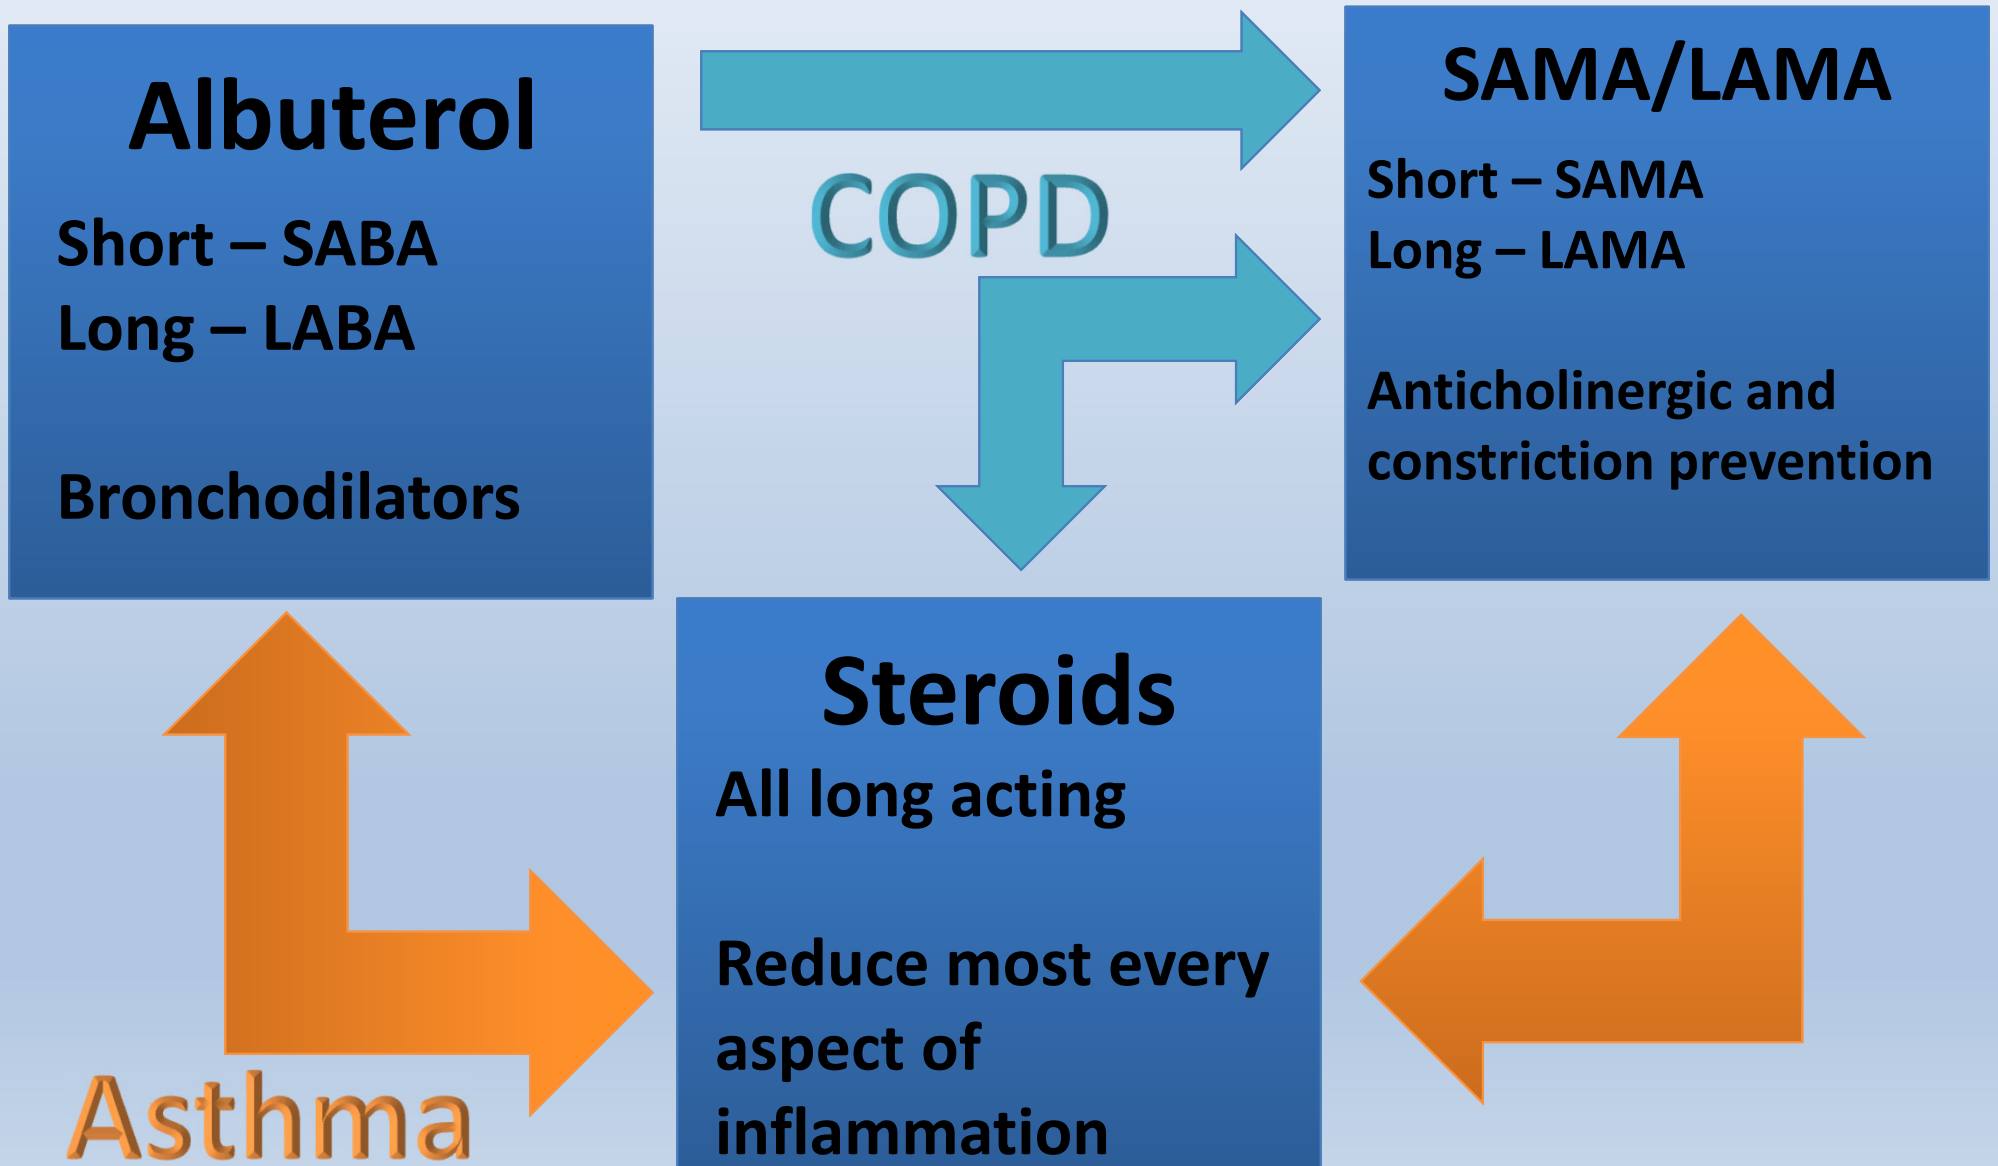 Albuterol
Short – SABA
Long – LABA
Bronchodilators
COPD
SAMA/LAMA
Short – SAMA
Long – LAMA
Anticholinergic and
constriction prevention
Steroids
All long acting
Reduce most every
aspect of
inflammation
Asthma